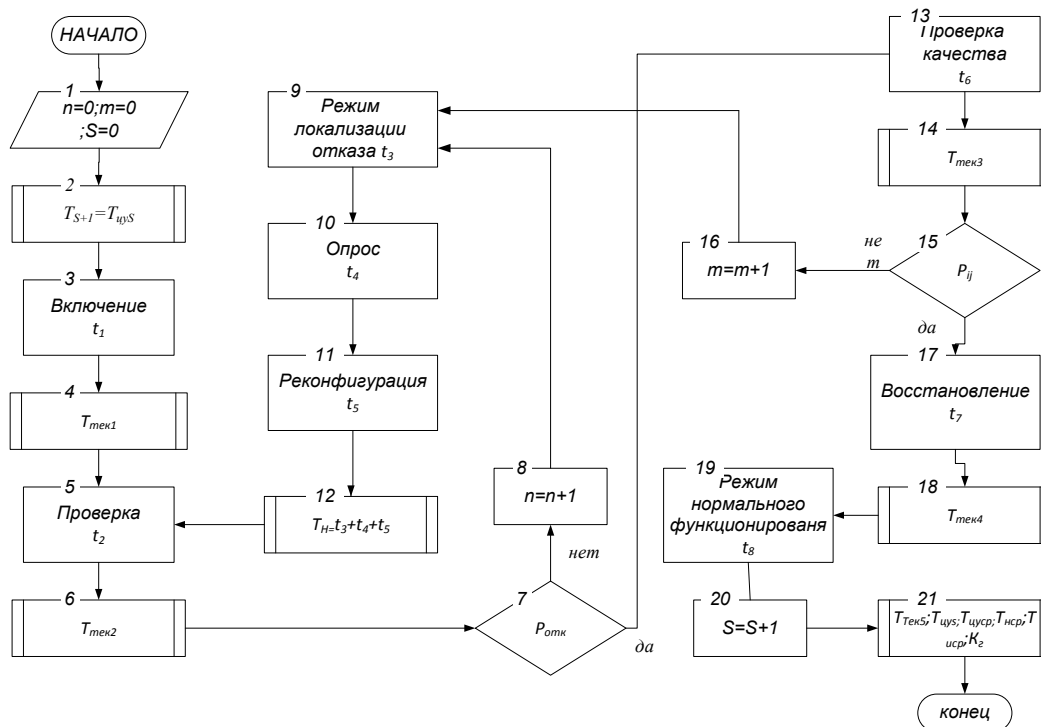 НАЧАЛО
1
n=0;m=0
;S=0
2
T_{S+1}=T_{цуS}
3
Включение
t_1
4
T_{тек1}
5
Проверка
t_2
6
T_{тек2}
7
P_{отк}
да
нет
8
n=n+1
9
Режим
локализации
отказа t_3
10
Опрос
t_4
11
Реконфигурация
t_5
12
T_{Н=}t_3+t_4+t_5
13
Проверка
качества
t_6
14
T_{тек3}
15
P_{ij}
не
т
да
16
m=m+1
17
Восстановление
t_7
18
T_{тек4}
19
Режим
нормального
функционированя
t_8
20
S=S+1
21
T_{Тек5};T_{цуs};T_{цуср};T_{нср};T
_{иср};K_г
конец